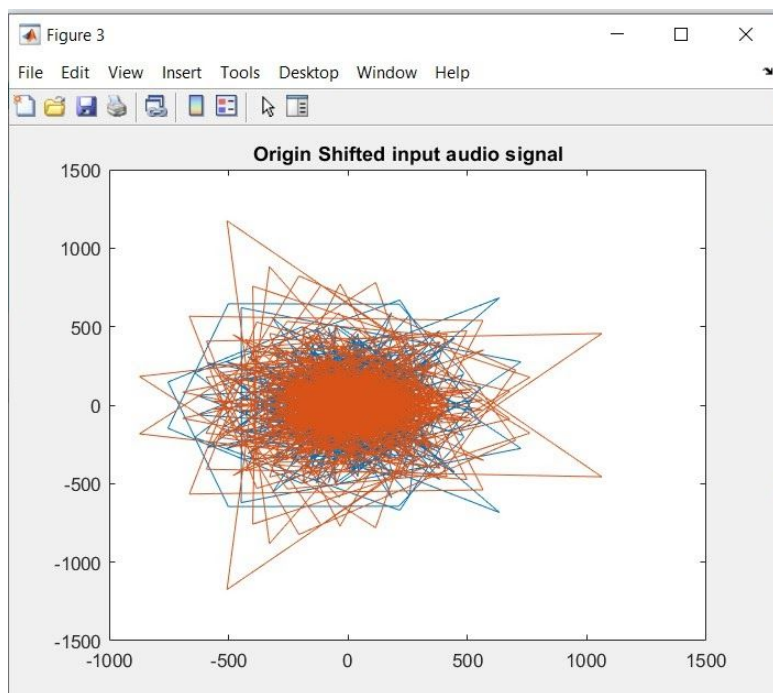 Figure 3
File Edit View Insert Tools Desktop Window Help
Origin Shifted input audio signal
1500
1000
500
0
-500
-1000
-1500
-1000 -500 0 500 1000 1500